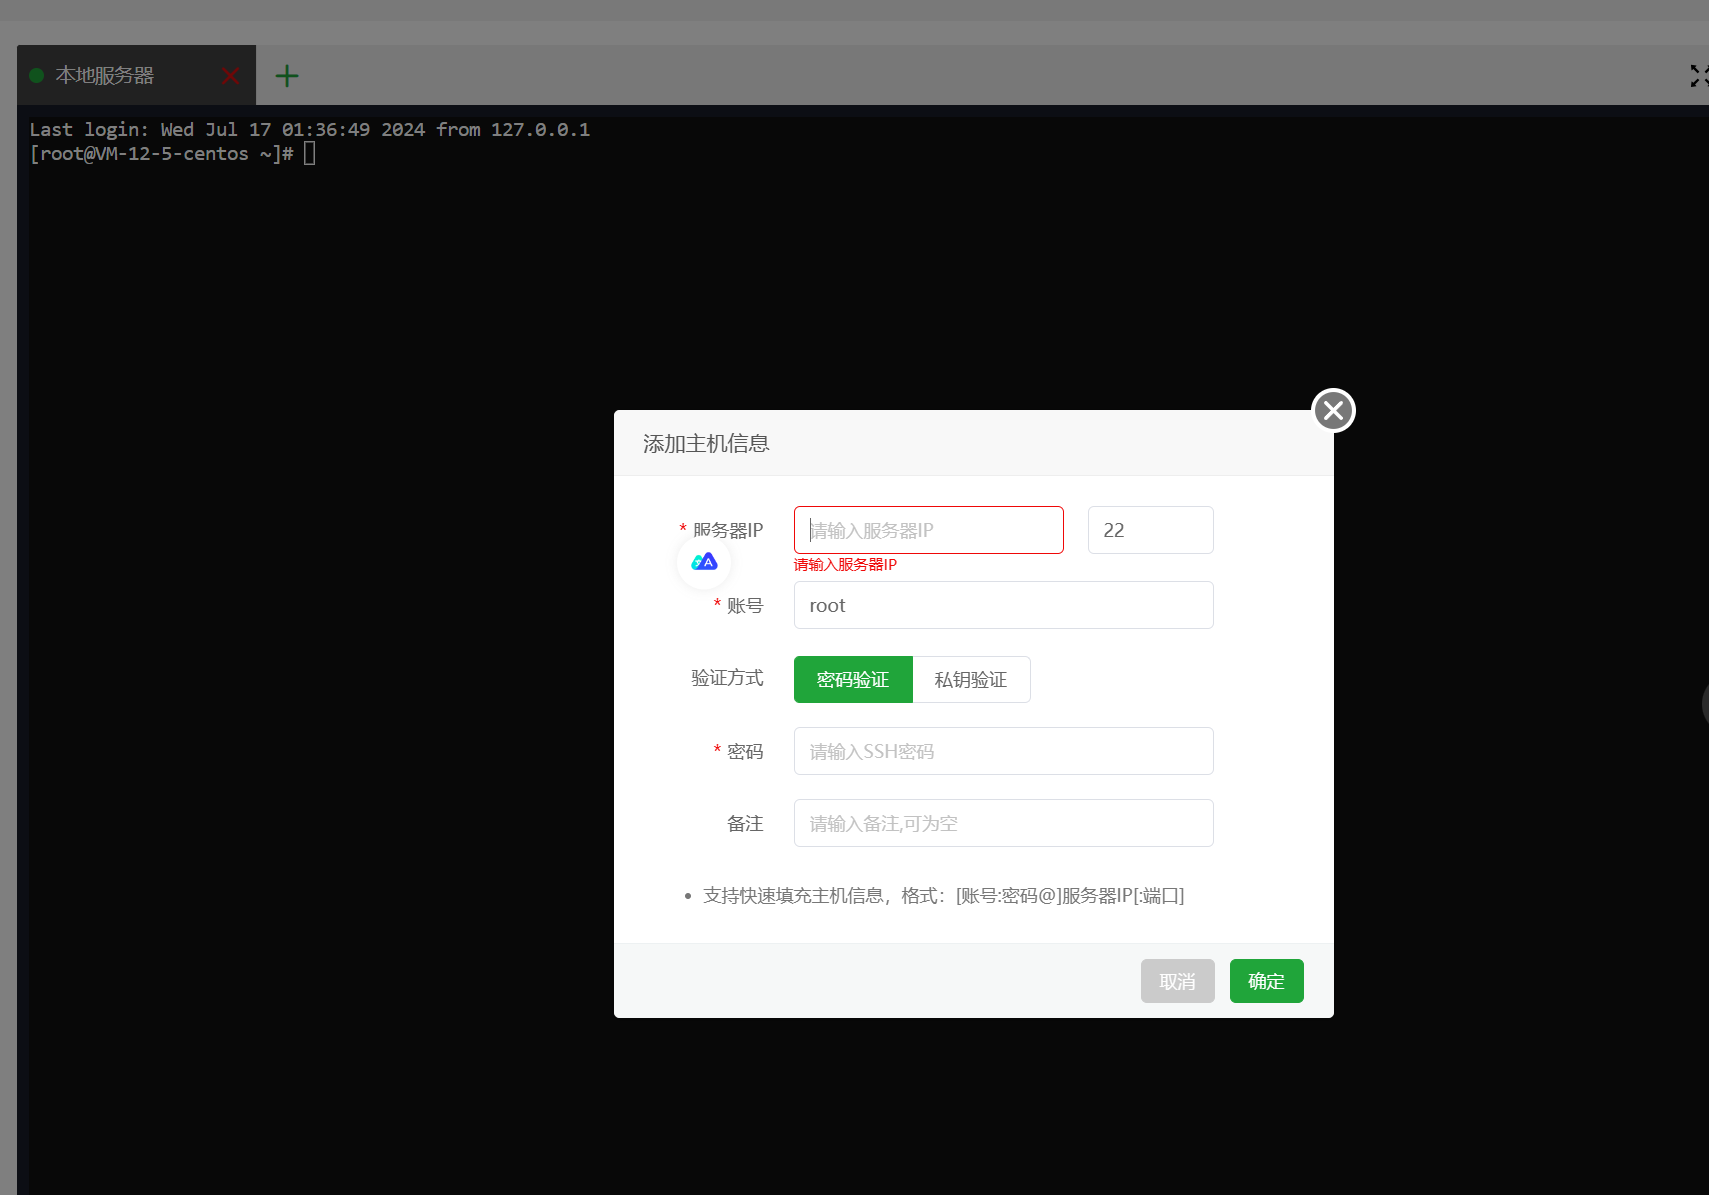 本地服务器
Last login: Wed Jul 17 01:36:49 2024 from 127.0.0.1
[root@VM-12-5-centos ~]#
添加主机信息
* 服务器IP 请输入服务器IP 22
请输入服务器IP
A
* 账号 root
验证方式 密码验证 私钥验证
* 密码 请输入SSH密码
备注 请输入备注,可为空
• 支持快速填充主机信息，格式：[账号:密码@]服务器IP[:端口]
取消 确定